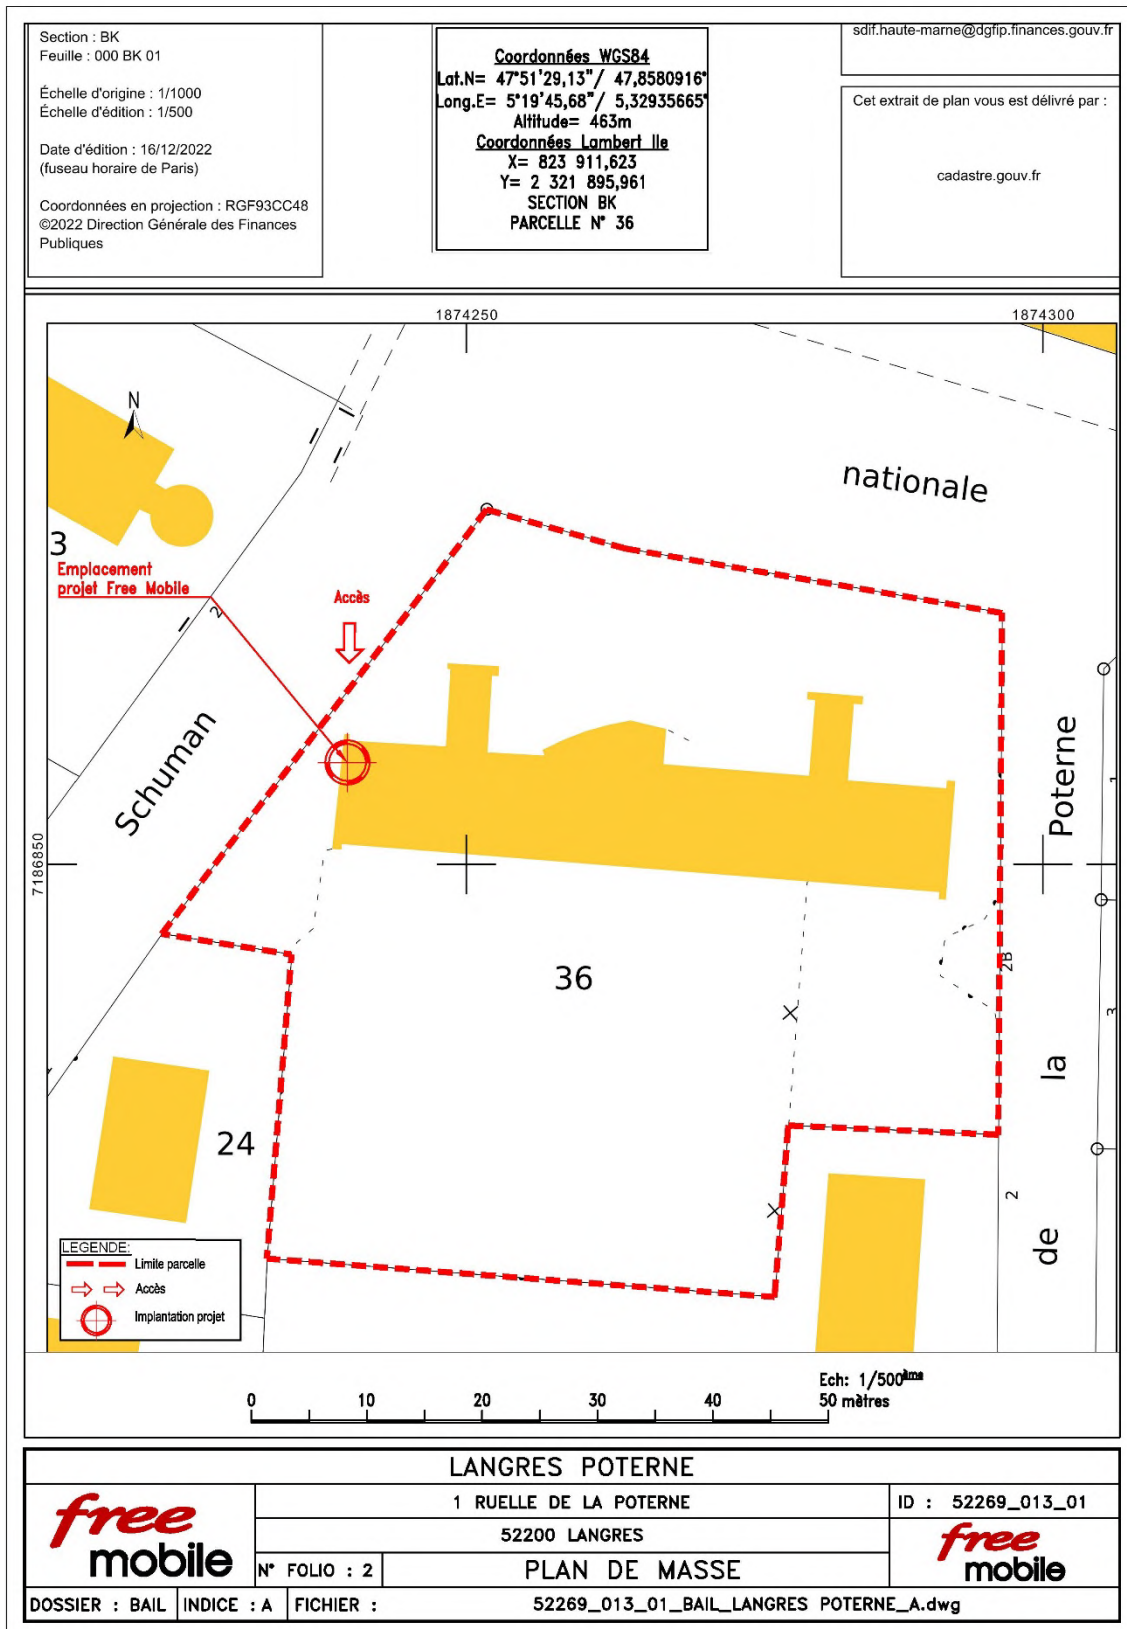 Section : BK
Feuille : 000 BK 01
Échelle d'origine : 1/1000
Échelle d'édition : 1/500
Date d'édition : 16/12/2022
(fuseau horaire de Paris)
Coordonnées en projection : RGF93CC48
©2022 Direction Générale des Finances
Publiques
Coordonnées WGS84
Lat.N= 47°51'29,13"/ 47,8580916°
Long.E= 5°19'45,68"/ 5,32935665°
Altitude= 463m
Coordonnées Lambert IIe
X= 823 911,623
Y= 2 321 895,961
SECTION BK
PARCELLE N° 36
sdif.haute-marne@dgfip.finances.gouv.fr
Cet extrait de plan vous est délivré par :
cadastre.gouv.fr
1874250
1874300
N
nationale
3
Emplacement
projet Free Mobile
2
Accès
Schuman
Poterne
1
7186850
36
2B
3
la
24
2
de
LEGENDE:
Limite parcelle
Accès
Implantation projet
Ech: 1/500ème
0 10 20 30 40 50 mètres
LANGRES POTERNE
free
mobile
1 RUELLE DE LA POTERNE
ID : 52269_013_01
52200 LANGRES
free
mobile
N° FOLIO : 2
PLAN DE MASSE
DOSSIER : BAIL
INDICE : A
FICHIER :
52269_013_01_BAIL_LANGRES POTERNE_A.dwg